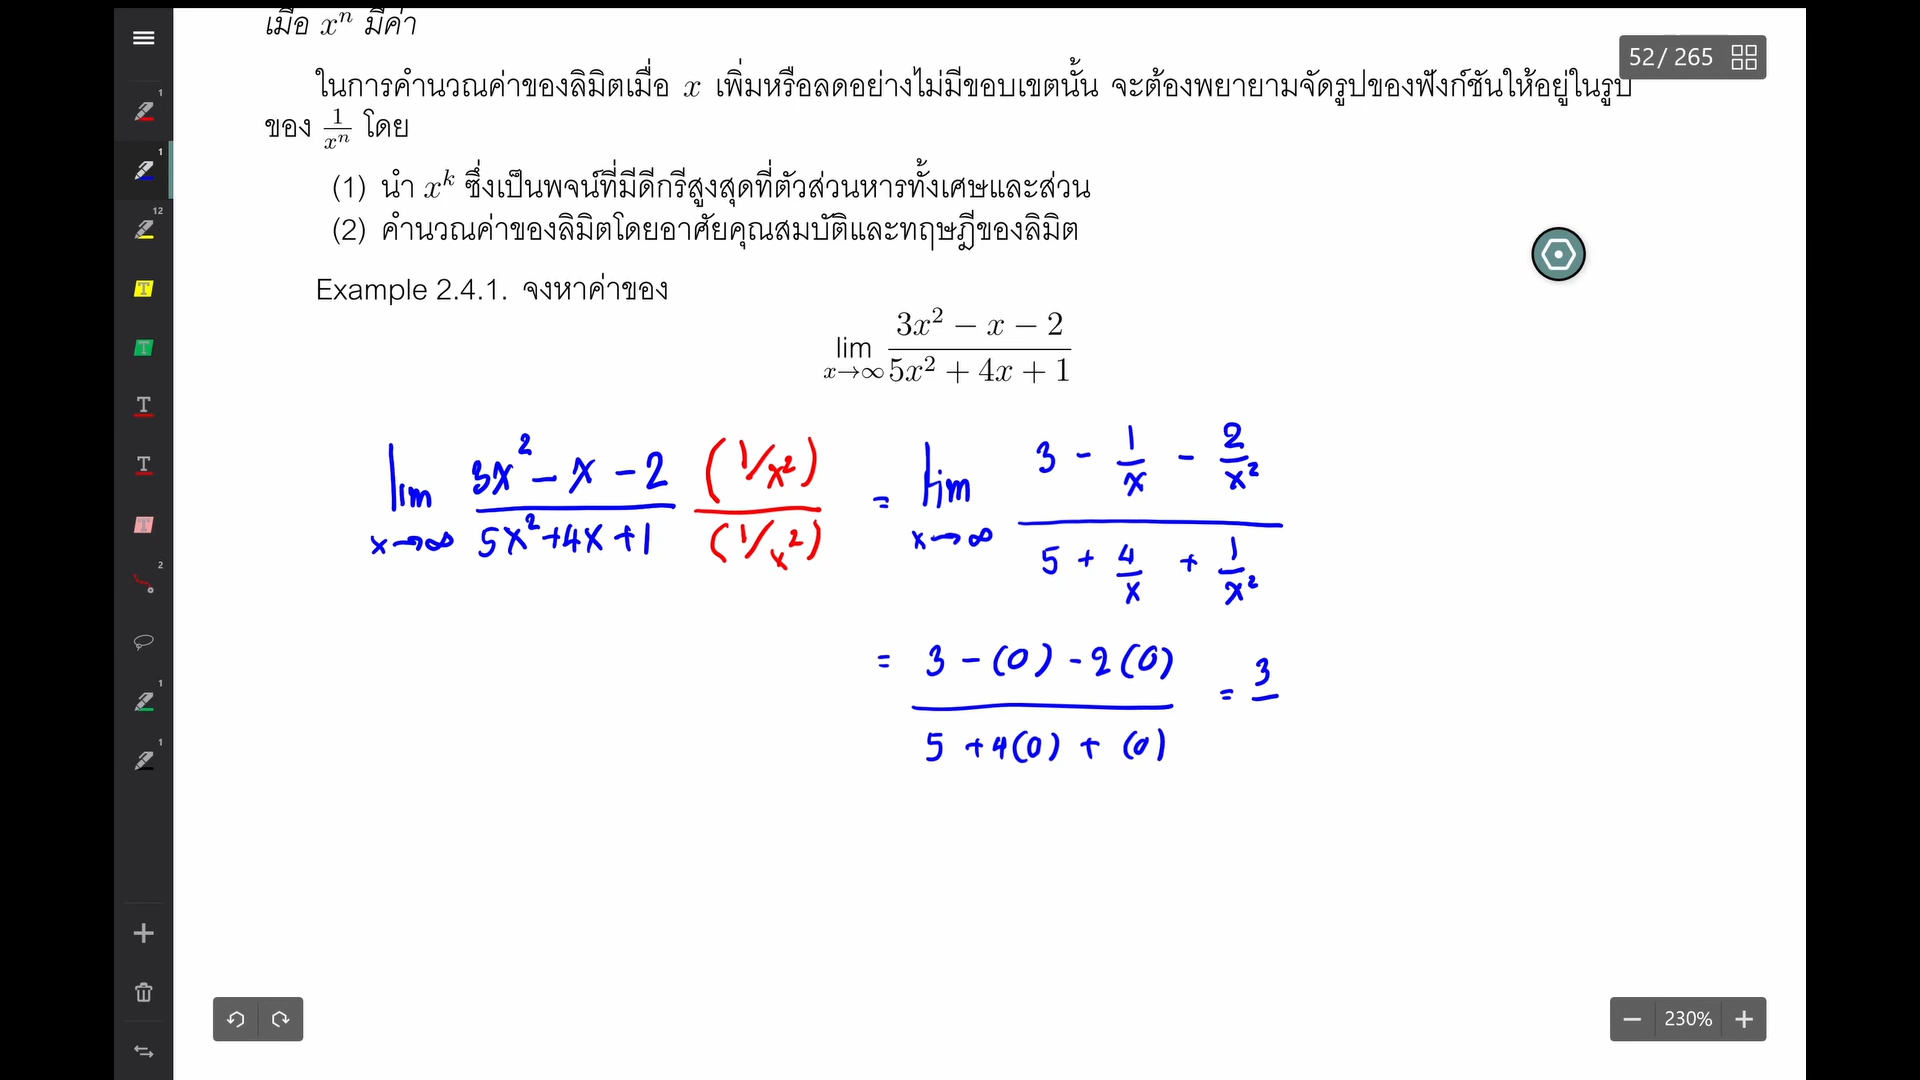 เมื่อ xⁿ มีค่า
52/ 265
ในการคำนวณค่าของลิมิตเมื่อ x เพิ่มหรือลดอย่างไม่มีขอบเขตนั้น จะต้องพยายามจัดรูปของฟังก์ชันให้อยู่ในรูป
ของ 1/xⁿ โดย
(1) นำ xᵏ ซึ่งเป็นพจน์ที่มีดีกรีสูงสุดที่ตัวส่วนหารทั้งเศษและส่วน
(2) คำนวณค่าของลิมิตโดยอาศัยคุณสมบัติและทฤษฎีของลิมิต
Example 2.4.1. จงหาค่าของ
lim x→∞ (3x² − x − 2)/(5x² + 4x + 1)
lim x→∞ (3x² − x − 2)/(5x² + 4x + 1) (1/x²)/(1/x²) = lim x→∞ (3 − 1/x − 2/x²)/(5 + 4/x + 1/x²)
= (3 − (0) − 2(0))/(5 + 4(0) + (0)) = 3/
230%